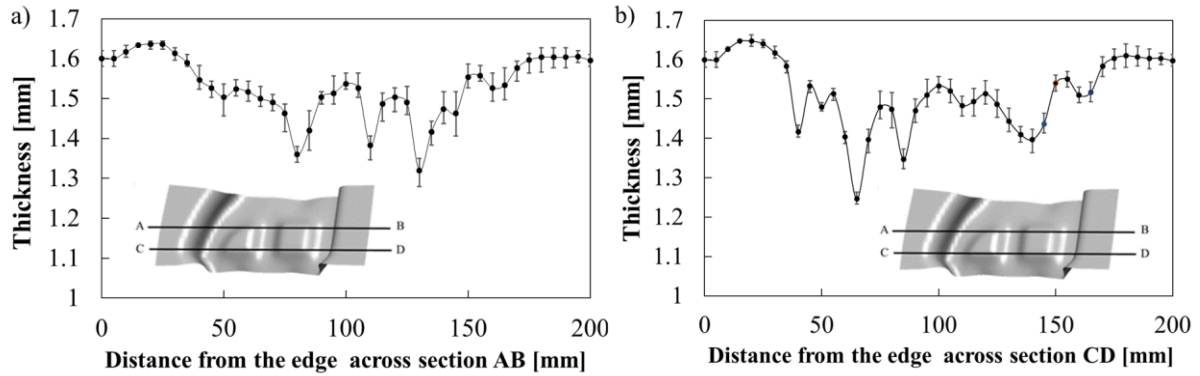 a)
1.7
1.6
1.5
1.4
1.3
1.2
1.1
1
Thickness [mm]
A B
C D
0 50 100 150 200
Distance from the edge across section AB [mm]
b)
1.7
1.6
1.5
1.4
1.3
1.2
1.1
1
Thickness [mm]
A B
C D
0 50 100 150 200
Distance from the edge across section CD [mm]